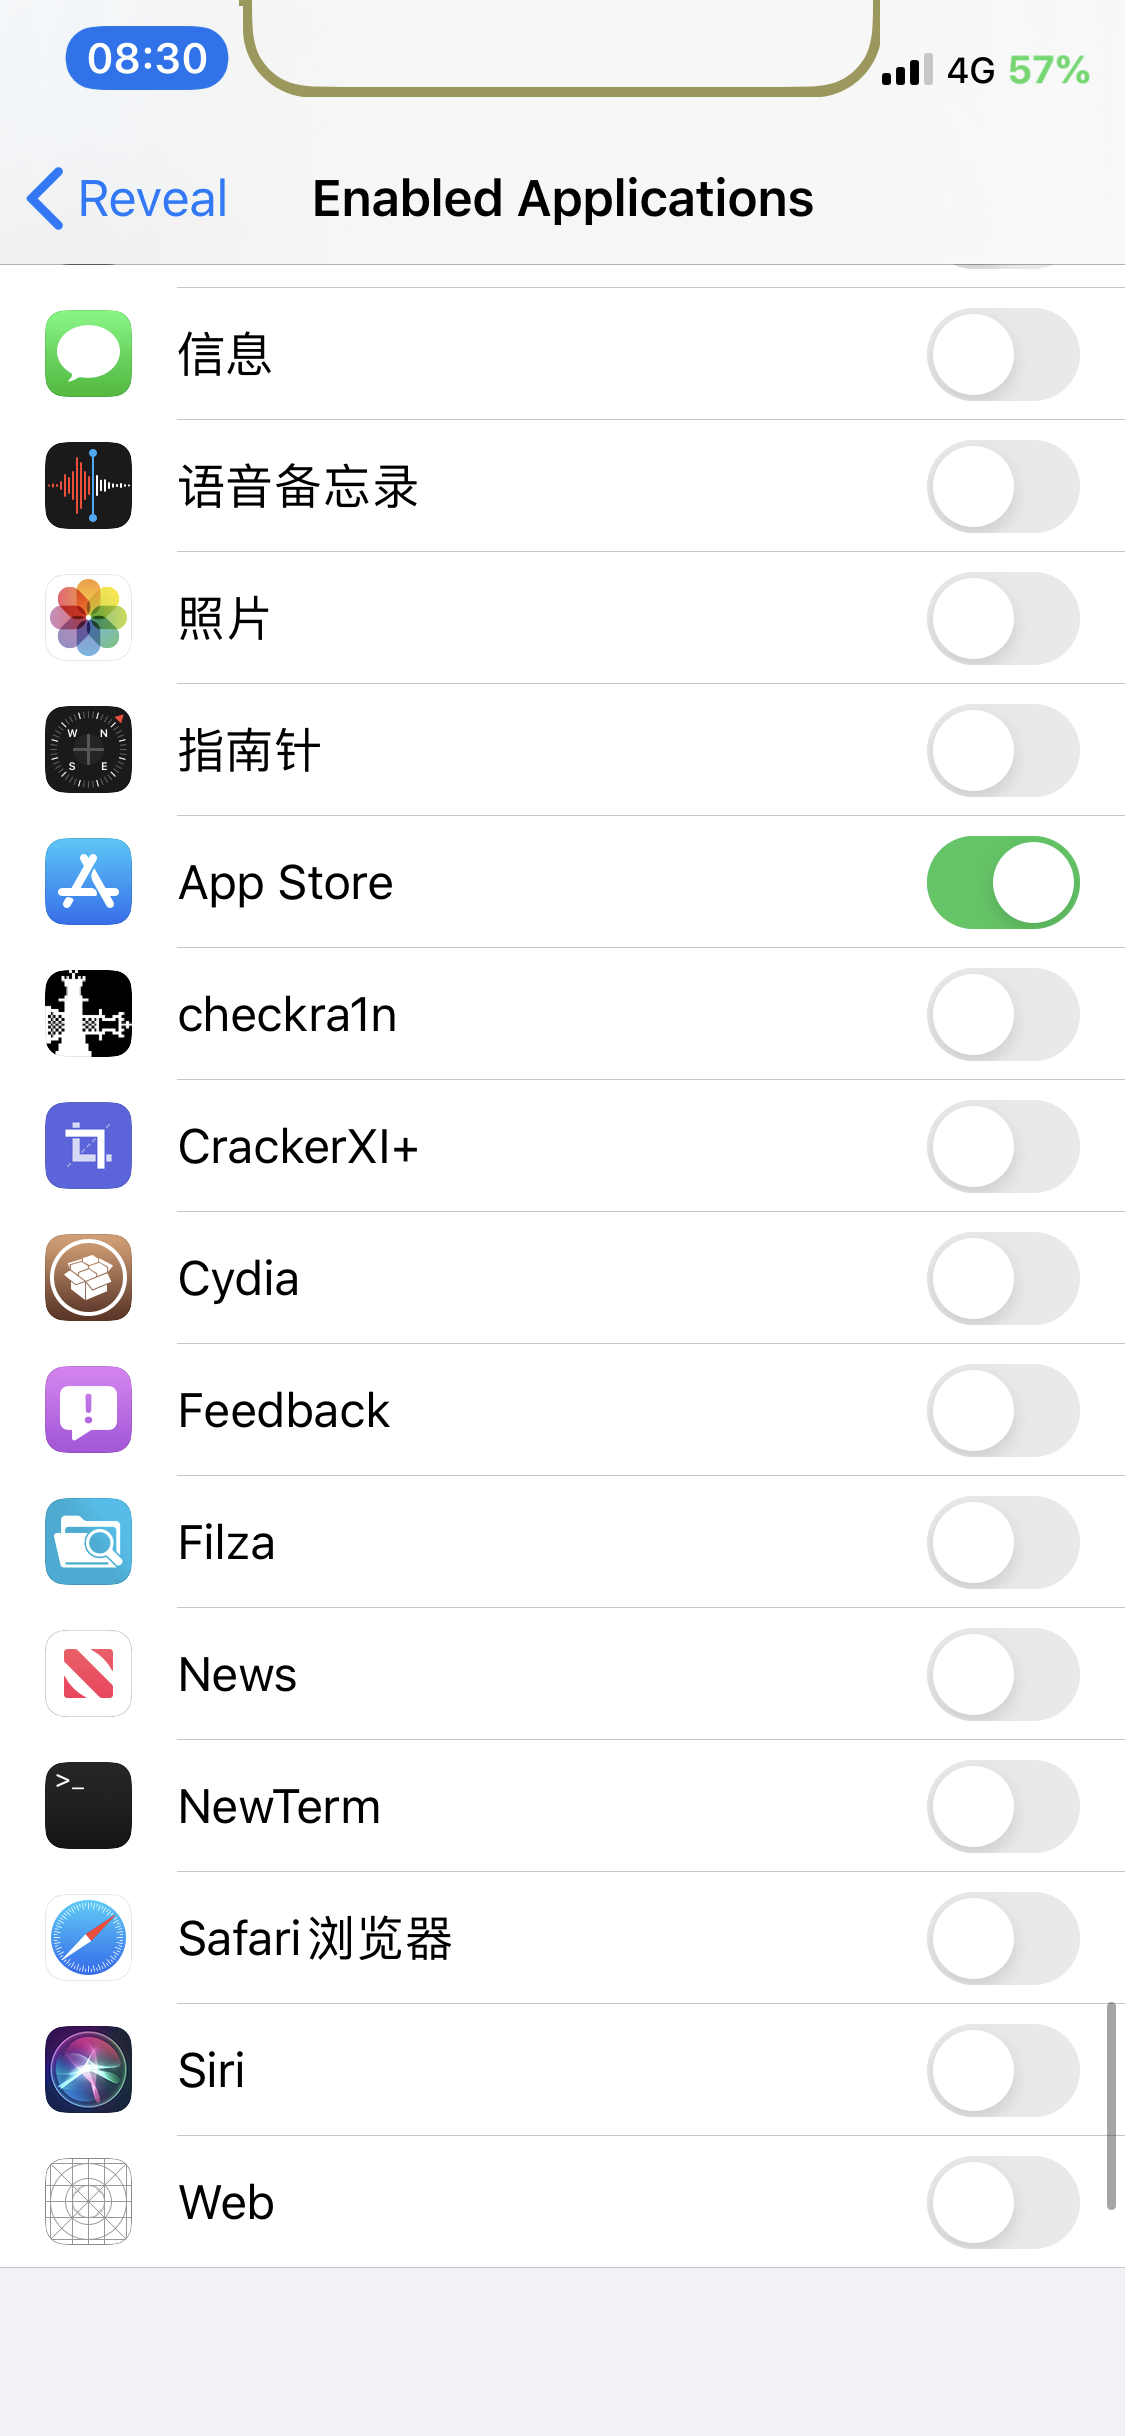 08:30
4G 57%
Reveal
Enabled Applications
信息
语音备忘录
照片
W N
S E
指南针
App Store
checkra1n
CrackerXI+
Cydia
Feedback
Filza
News
>_
NewTerm
Safari浏览器
Siri
Web